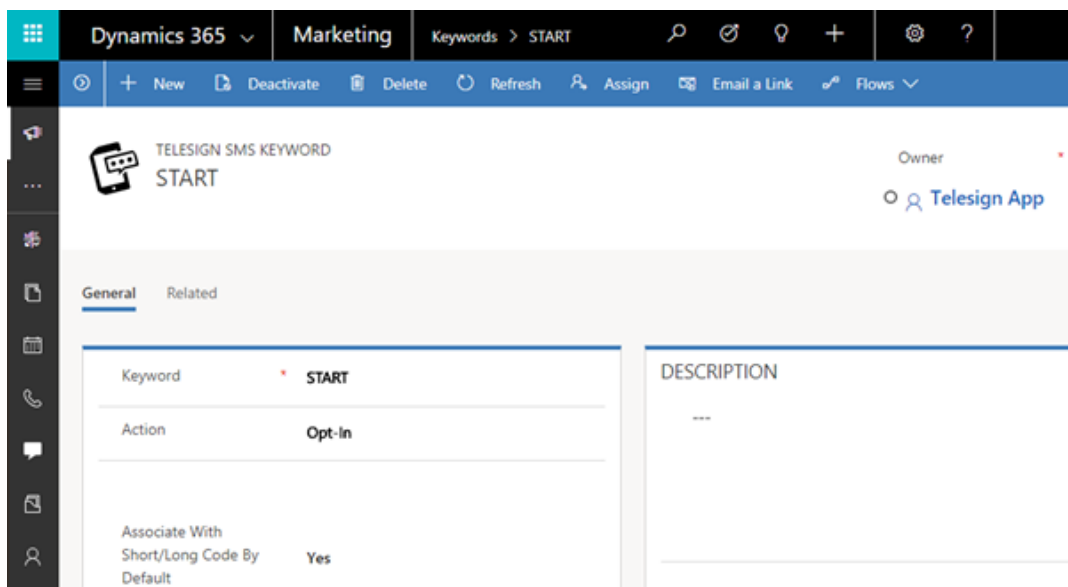 Dynamics 365 Marketing Keywords > START
+ New Deactivate Delete Refresh Assign Email a Link Flows
TELESIGN SMS KEYWORD
START
Owner *
Telesign App
General Related
Keyword * START
DESCRIPTION
---
Action Opt-In
Associate With
Short/Long Code By
Default
Yes